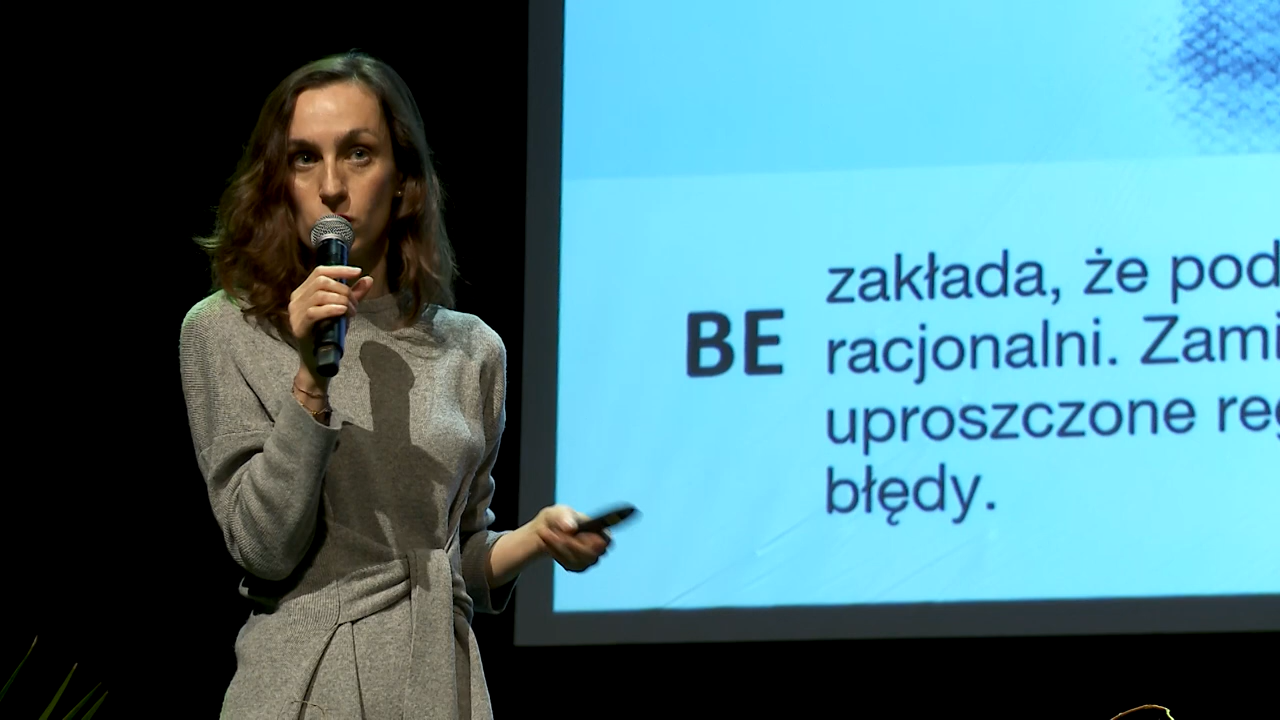 BE
zakłada, że
racjonalni.
uproszczone
błędy.